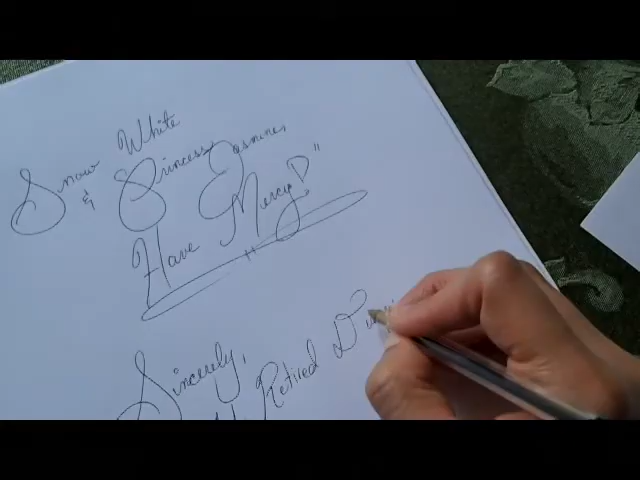 Snow White
& Princess Jasmine,
Have Mercy D"
"
Sincerely,
Retired D